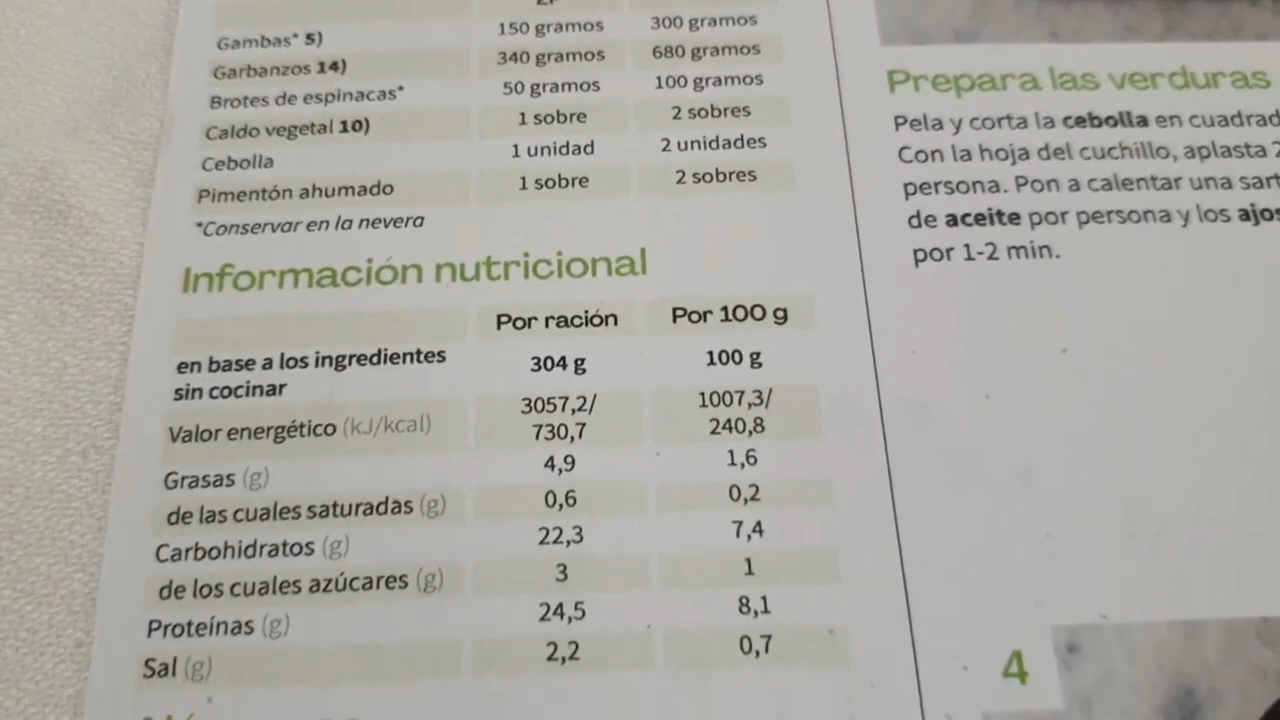 2P
Gambas* 5) 150 gramos 300 gramos
Garbanzos 14) 340 gramos 680 gramos
Brotes de espinacas* 50 gramos 100 gramos
Caldo vegetal 10) 1 sobre 2 sobres
Cebolla 1 unidad 2 unidades
Pimentón ahumado 1 sobre 2 sobres
*Conservar en la nevera
Información nutricional
Por ración Por 100 g
en base a los ingredientes
sin cocinar 304 g 100 g
Valor energético (kJ/kcal) 3057,2/ 730,7 1007,3/ 240,8
Grasas (g) 4,9 1,6
de las cuales saturadas (g) 0,6 0,2
Carbohidratos (g) 22,3 7,4
de los cuales azúcares (g) 3 1
Proteínas (g) 24,5 8,1
Sal (g) 2,2 0,7
Prepara las verduras
Pela y corta la cebolla en cuadrad
Con la hoja del cuchillo, aplasta 2
persona. Pon a calentar una sart
de aceite por persona y los ajos
por 1-2 min.
4